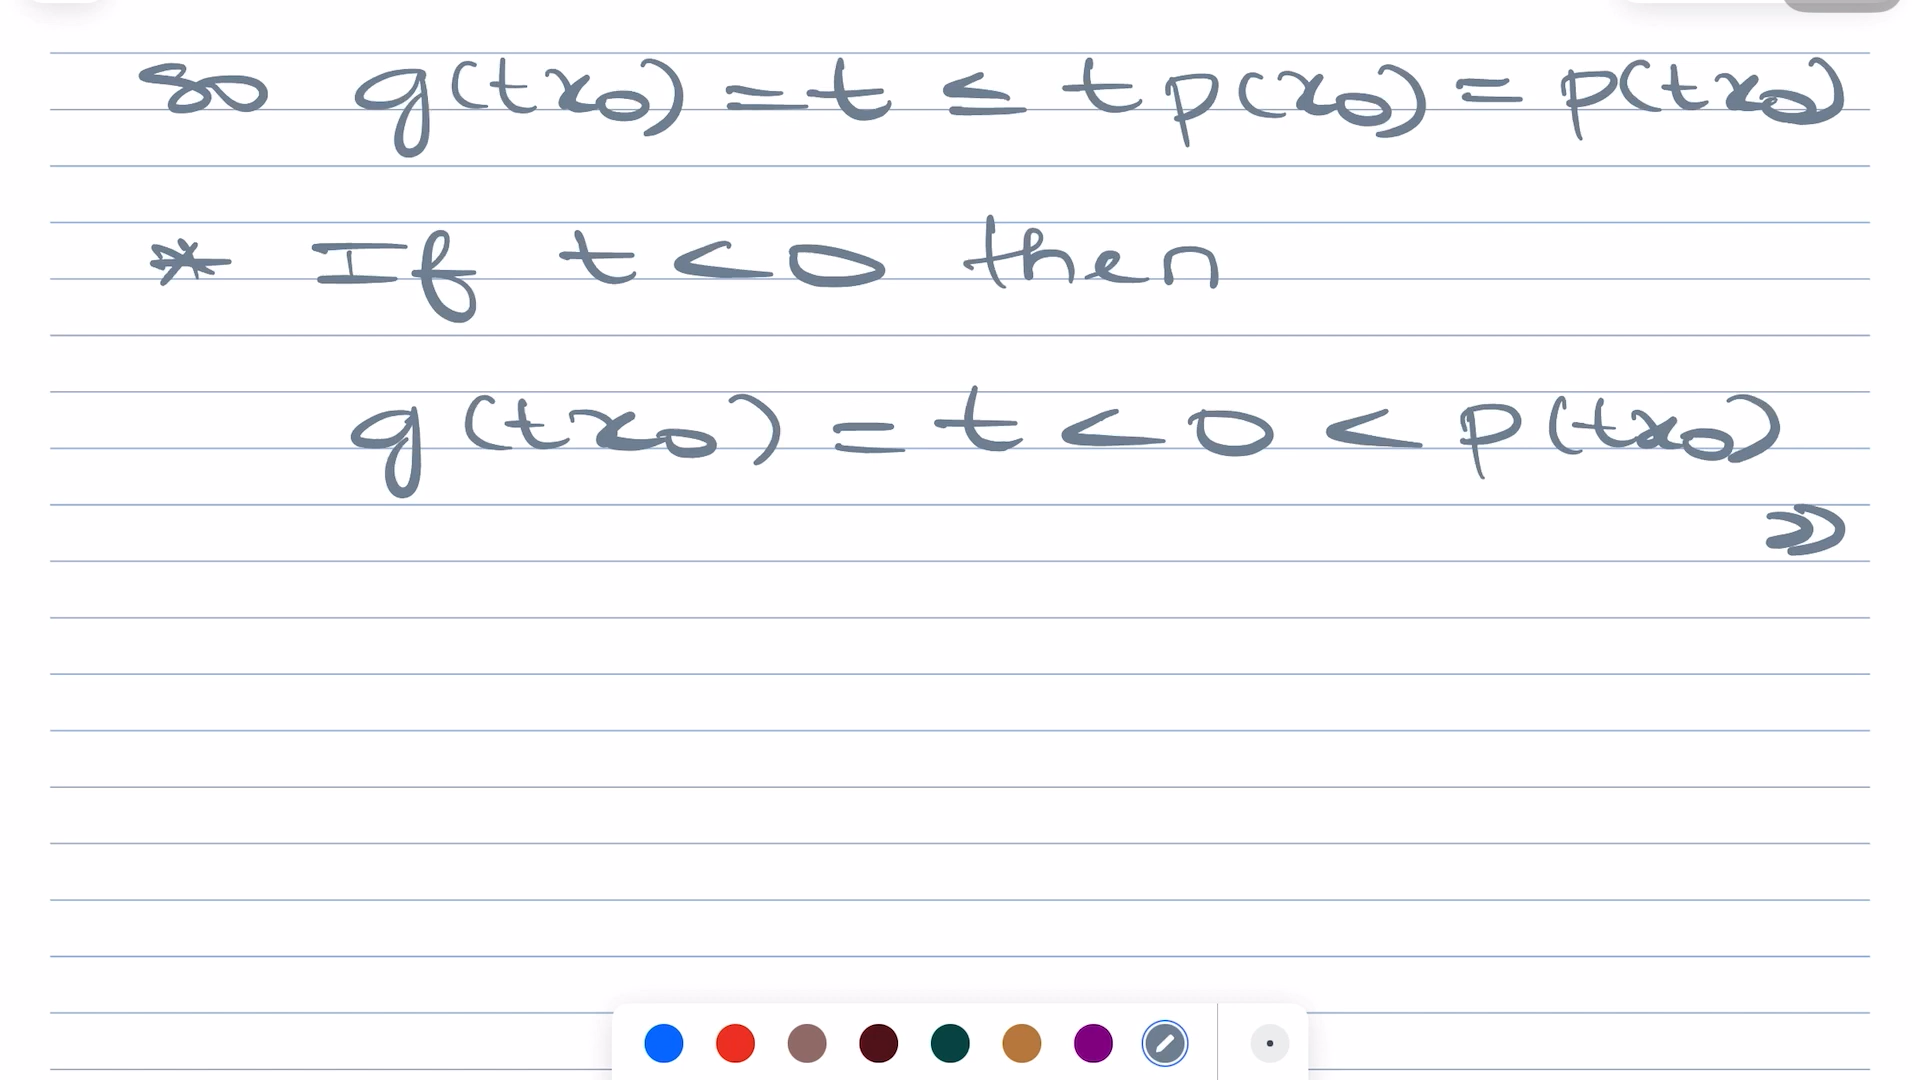 so g(tx₀) = t ≤ t p(x₀) = p(tx₀)
* If t < 0 then
g(tx₀) = t < 0 < p(tx₀)
»